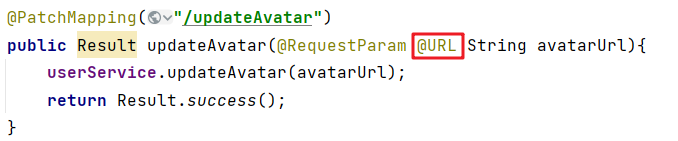 @PatchMapping("/updateAvatar")
public Result updateAvatar(@RequestParam @URL String avatarUrl){
userService.updateAvatar(avatarUrl);
return Result.success();
}